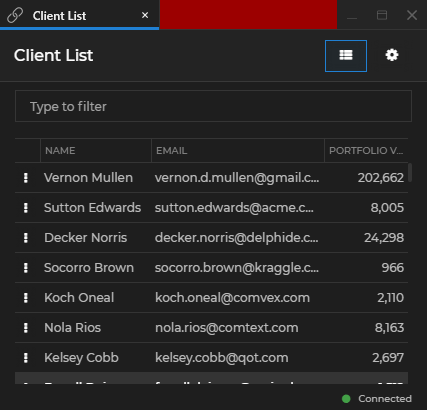 Client List
Client List
Type to filter
NAME EMAIL PORTFOLIO V...
Vernon Mullen vernon.d.mullen@gmail.c... 202,662
Sutton Edwards sutton.edwards@acme.c... 8,005
Decker Norris decker.norris@delphide.c... 24,298
Socorro Brown socorro.brown@kraggle.c... 966
Koch Oneal koch.oneal@comvex.com 2,110
Nola Rios nola.rios@comtext.com 8,163
Kelsey Cobb kelsey.cobb@qot.com 2,697
Connected